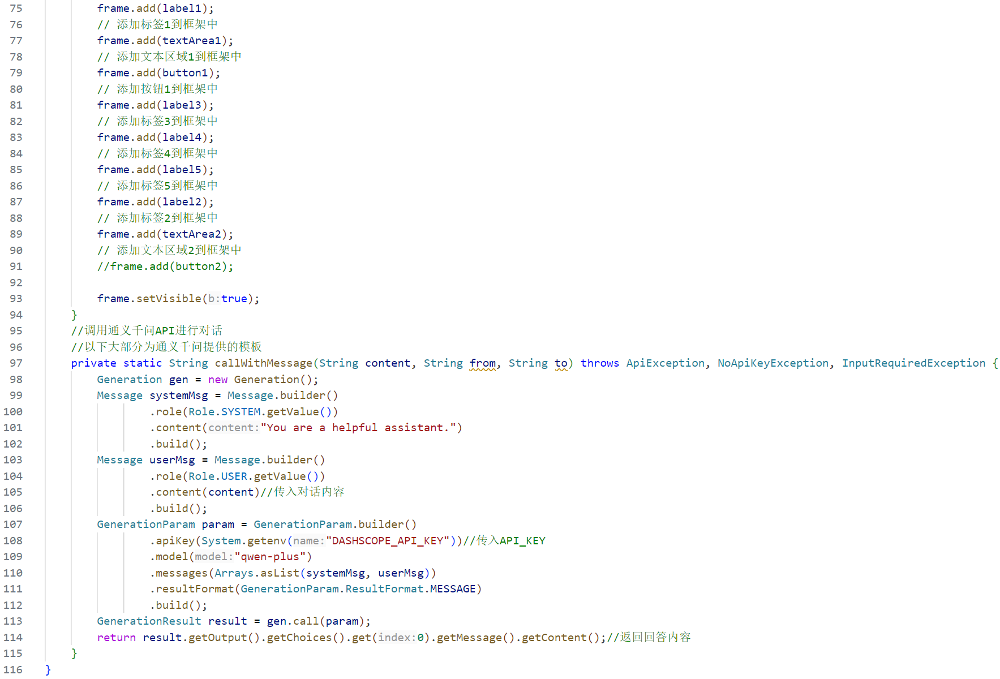 75 frame.add(label1);
76 // 添加标签1到框架中
77 frame.add(textArea1);
78 // 添加文本区域1到框架中
79 frame.add(button1);
80 // 添加按钮1到框架中
81 frame.add(label3);
82 // 添加标签3到框架中
83 frame.add(label4);
84 // 添加标签4到框架中
85 frame.add(label5);
86 // 添加标签5到框架中
87 frame.add(label2);
88 // 添加标签2到框架中
89 frame.add(textArea2);
90 // 添加文本区域2到框架中
91 //frame.add(button2);
92
93 frame.setVisible(b:true);
94 }
95 //调用通义千问API进行对话
96 //以下大部分为通义千问提供的模板
97 private static String callWithMessage(String content, String from, String to) throws ApiException, NoApiKeyException, InputRequiredException {
98 Generation gen = new Generation();
99 Message systemMsg = Message.builder()
100 .role(Role.SYSTEM.getValue())
101 .content(content:"You are a helpful assistant.")
102 .build();
103 Message userMsg = Message.builder()
104 .role(Role.USER.getValue())
105 .content(content)//传入对话内容
106 .build();
107 GenerationParam param = GenerationParam.builder()
108 .apiKey(System.getenv(name:"DASHSCOPE_API_KEY"))//传入API_KEY
109 .model(model:"qwen-plus")
110 .messages(Arrays.asList(systemMsg, userMsg))
111 .resultFormat(GenerationParam.ResultFormat.MESSAGE)
112 .build();
113 GenerationResult result = gen.call(param);
114 return result.getOutput().getChoices().get(index:0).getMessage().getContent();//返回回答内容
115 }
116 }